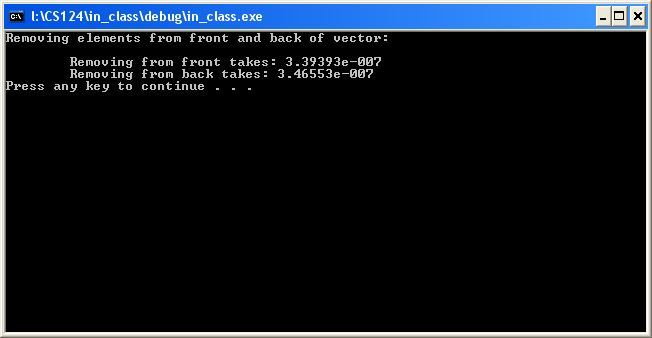 I:\CS124\in_class\debug\in_class.exe
Removing elements from front and back of vector:
Removing from front takes: 3.39393e-007
Removing from back takes: 3.46553e-007
Press any key to continue . . .